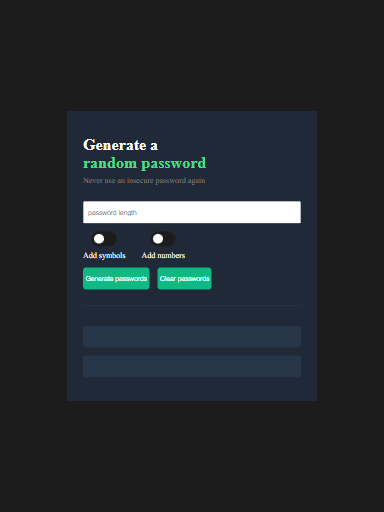 Generate a
random password
Never use an insecure password again
password length
Add symbols
Add numbers
Generate passwords
Clear passwords